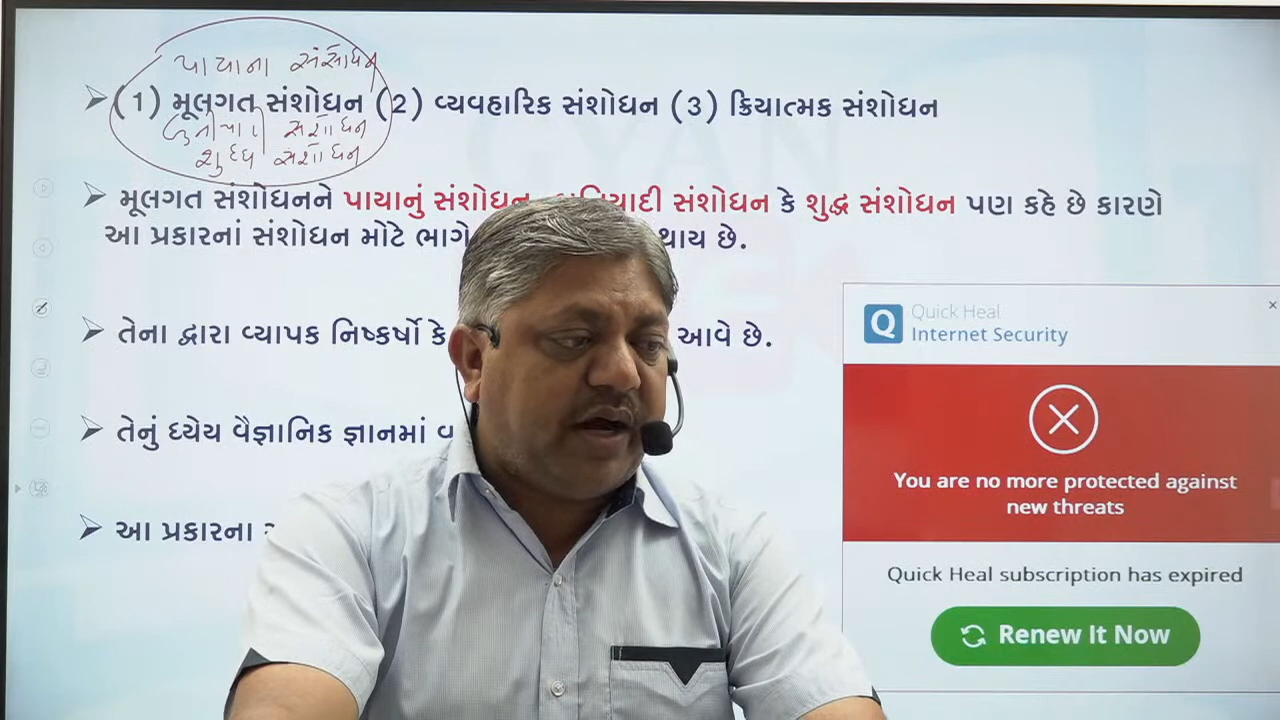 પાયાના સંસોધન
➢ (1) મૂલગત સંશોધન (2) વ્યવહારિક સંશોધન (3) ક્રિયાત્મક સંશોધન
સંશોધન
શુદ્ધ સંશોધન
GYAN
➢ મૂલગત સંશોધનને પાયાનું સંશોધન, સંશોધન કે શુદ્ધ સંશોધન પણ કહે છે કારણે
આ પ્રકારનાં સંશોધન મોટે ભાગે થાય છે.
➢ તેના દ્વારા વ્યાપક નિષ્કર્ષો કે આવે છે.
➢ તેનું ધ્યેય વૈજ્ઞાનિક જ્ઞાનમાં
➢ આ પ્રકારના
Quick Heal
Internet Security
You are no more protected against
new threats
Quick Heal subscription has expired
Renew It Now